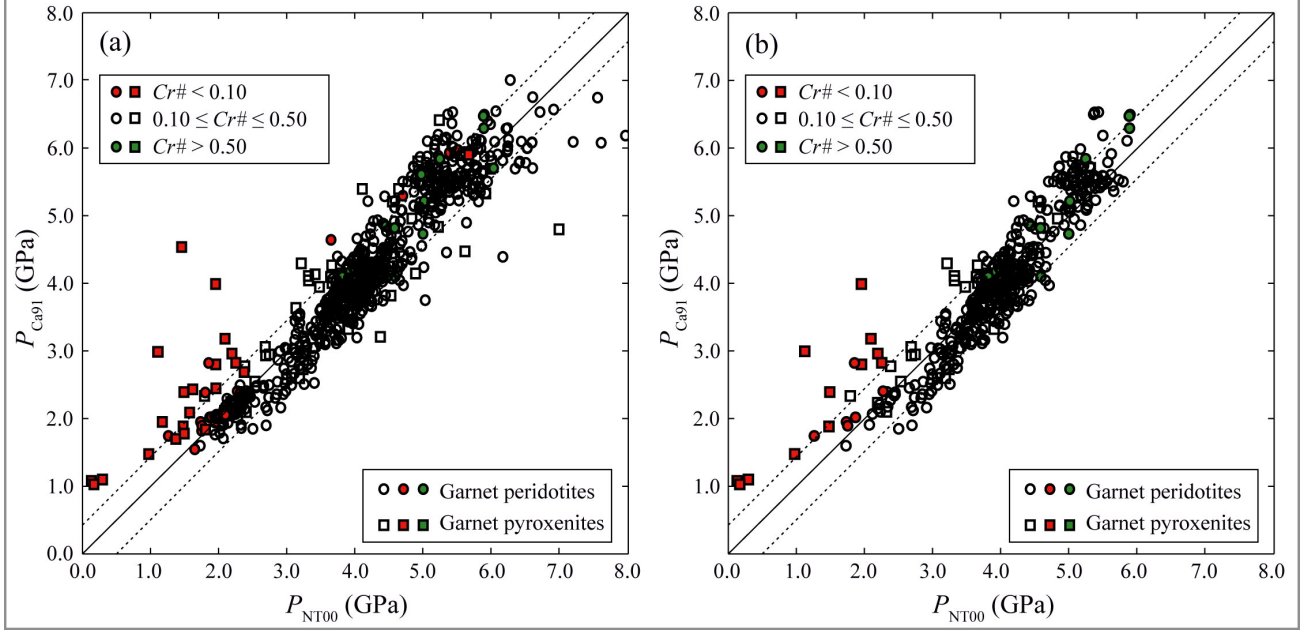 (a)
Cr# < 0.10
0.10 ≤ Cr# ≤ 0.50
Cr# > 0.50
Garnet peridotites
Garnet pyroxenites
8.0
7.0
6.0
5.0
4.0
3.0
2.0
1.0
0.0
P_Ca91 (GPa)
0.0 1.0 2.0 3.0 4.0 5.0 6.0 7.0 8.0
P_NT00 (GPa)
(b)
Cr# < 0.10
0.10 ≤ Cr# ≤ 0.50
Cr# > 0.50
Garnet peridotites
Garnet pyroxenites
8.0
7.0
6.0
5.0
4.0
3.0
2.0
1.0
0.0
P_Ca91 (GPa)
0.0 1.0 2.0 3.0 4.0 5.0 6.0 7.0 8.0
P_NT00 (GPa)